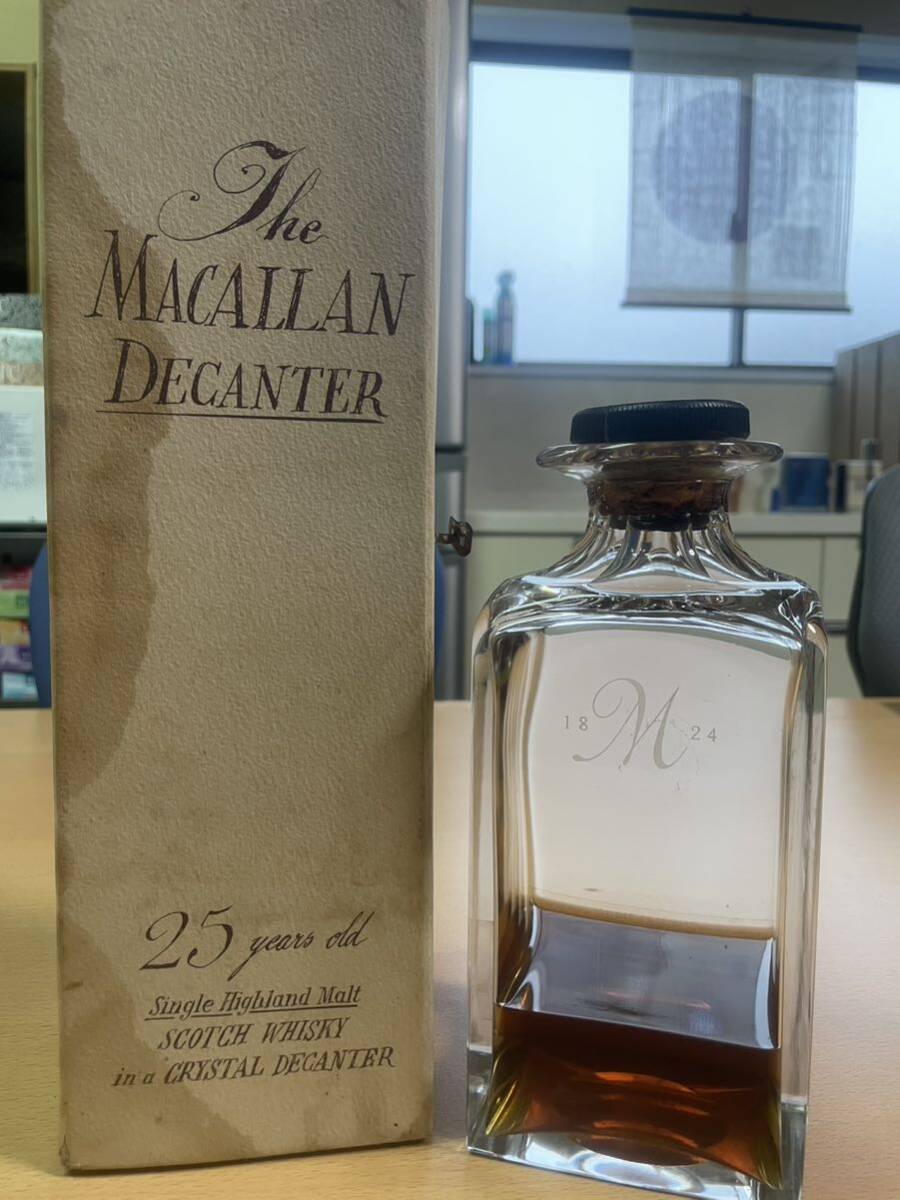 The
MACALLAN
DECANTER
25 years old
Single Highland Malt
SCOTCH WHISKY
in a CRYSTAL DECANTER
18 M 24